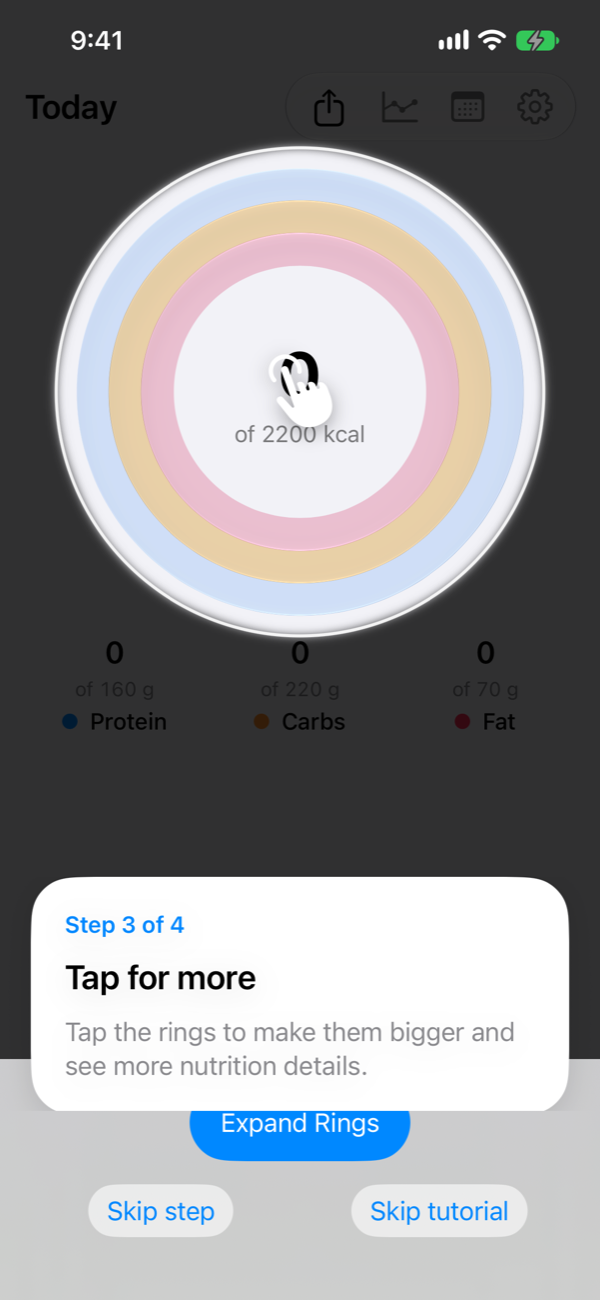 9:41
Today
0
of 2200 kcal
0
of 160 g
Protein
0
of 220 g
Carbs
0
of 70 g
Fat
Step 3 of 4
Tap for more
Tap the rings to make them bigger and
see more nutrition details.
Expand Rings
Skip step
Skip tutorial